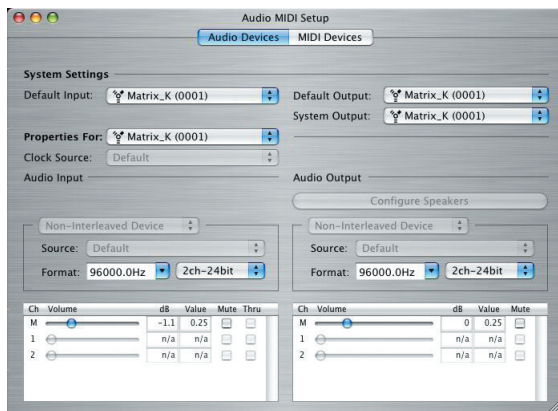 Audio MIDI Setup
Audio Devices MIDI Devices
System Settings
Default Input: Matrix_K (0001)
Default Output: Matrix_K (0001)
System Output: Matrix_K (0001)
Properties For: Matrix_K (0001)
Clock Source: Default
Audio Input
Audio Output
Configure Speakers
Non-Interleaved Device
Non-Interleaved Device
Source: Default
Source: Default
Format: 96000.0Hz 2ch-24bit
Format: 96000.0Hz 2ch-24bit
Ch Volume dB Value Mute Thru
M -1.1 0.25
1 n/a n/a
2 n/a n/a
Ch Volume dB Value Mute
M 0 0.25
1 n/a n/a
2 n/a n/a